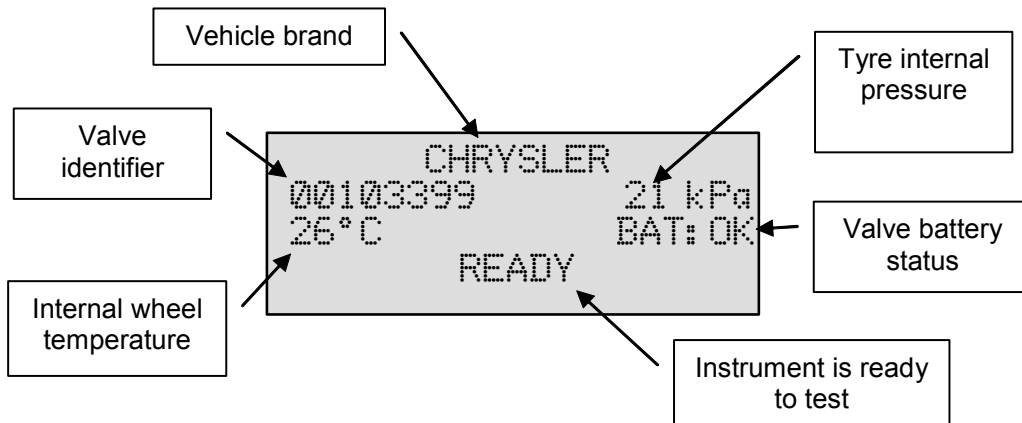 Vehicle brand
Tyre internal
pressure
Valve
identifier
CHRYSLER
00103399 21 kPa
26°C BAT: OK
READY
Valve battery
status
Internal wheel
temperature
Instrument is ready
to test